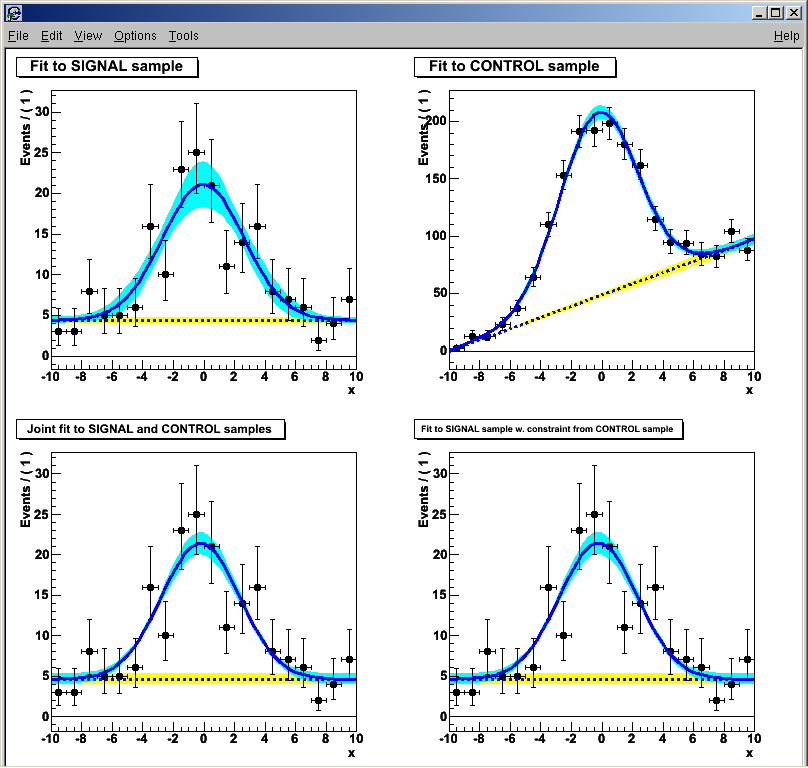 File Edit View Options Tools Help
Fit to SIGNAL sample
Events / ( 1 )
30
25
20
15
10
5
0
-10 -8 -6 -4 -2 0 2 4 6 8 10
x
Fit to CONTROL sample
Events / ( 1 )
200
150
100
50
0
-10 -8 -6 -4 -2 0 2 4 6 8 10
x
Joint fit to SIGNAL and CONTROL samples
Events / ( 1 )
30
25
20
15
10
5
0
-10 -8 -6 -4 -2 0 2 4 6 8 10
x
Fit to SIGNAL sample w. constraint from CONTROL sample
Events / ( 1 )
30
25
20
15
10
5
0
-10 -8 -6 -4 -2 0 2 4 6 8 10
x